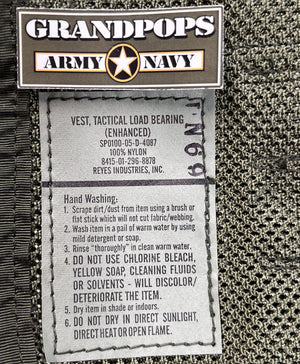 GRANDPOPS
ARMY NAVY
VEST, TACTICAL LOAD BEARING
(ENHANCED)
SP0100-05-D-4087
100% NYLON
8415-01-296-8878
REYES INDUSTRIES, INC.
Hand Washing:
1. Scrape dirt/dust from item using a brush or
flat stick which will not cut fabric/webbing.
2. Wash item in a pail of warm water by using
mild detergent or soap.
3. Rinse "thoroughly" in clean warm water.
4. DO NOT USE CHLORINE BLEACH,
YELLOW SOAP, CLEANING FLUIDS
OR SOLVENTS - WILL DISCOLOR/
DETERIORATE THE ITEM.
5. Dry item in shade or indoors.
6. DO NOT DRY IN DIRECT SUNLIGHT,
DIRECT HEAT OR OPEN FLAME.